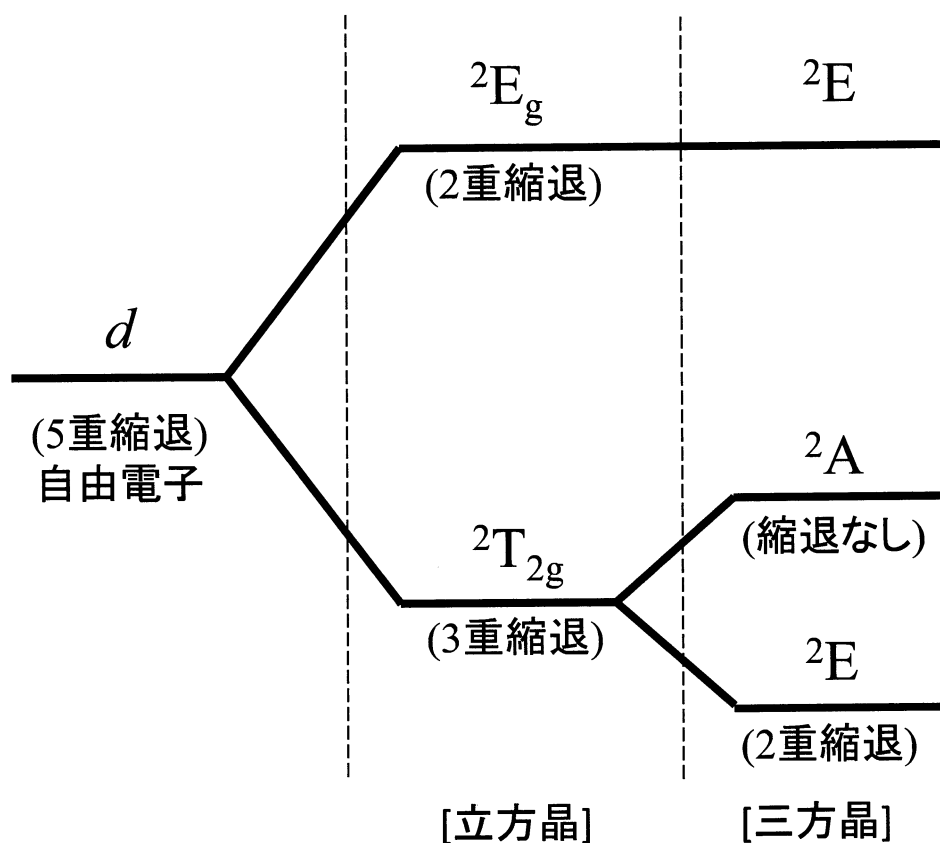 d
(5重縮退)
自由電子
²E_g
(2重縮退)
²T_2g
(3重縮退)
[立方晶]
²E
²A
(縮退なし)
²E
(2重縮退)
[三方晶]